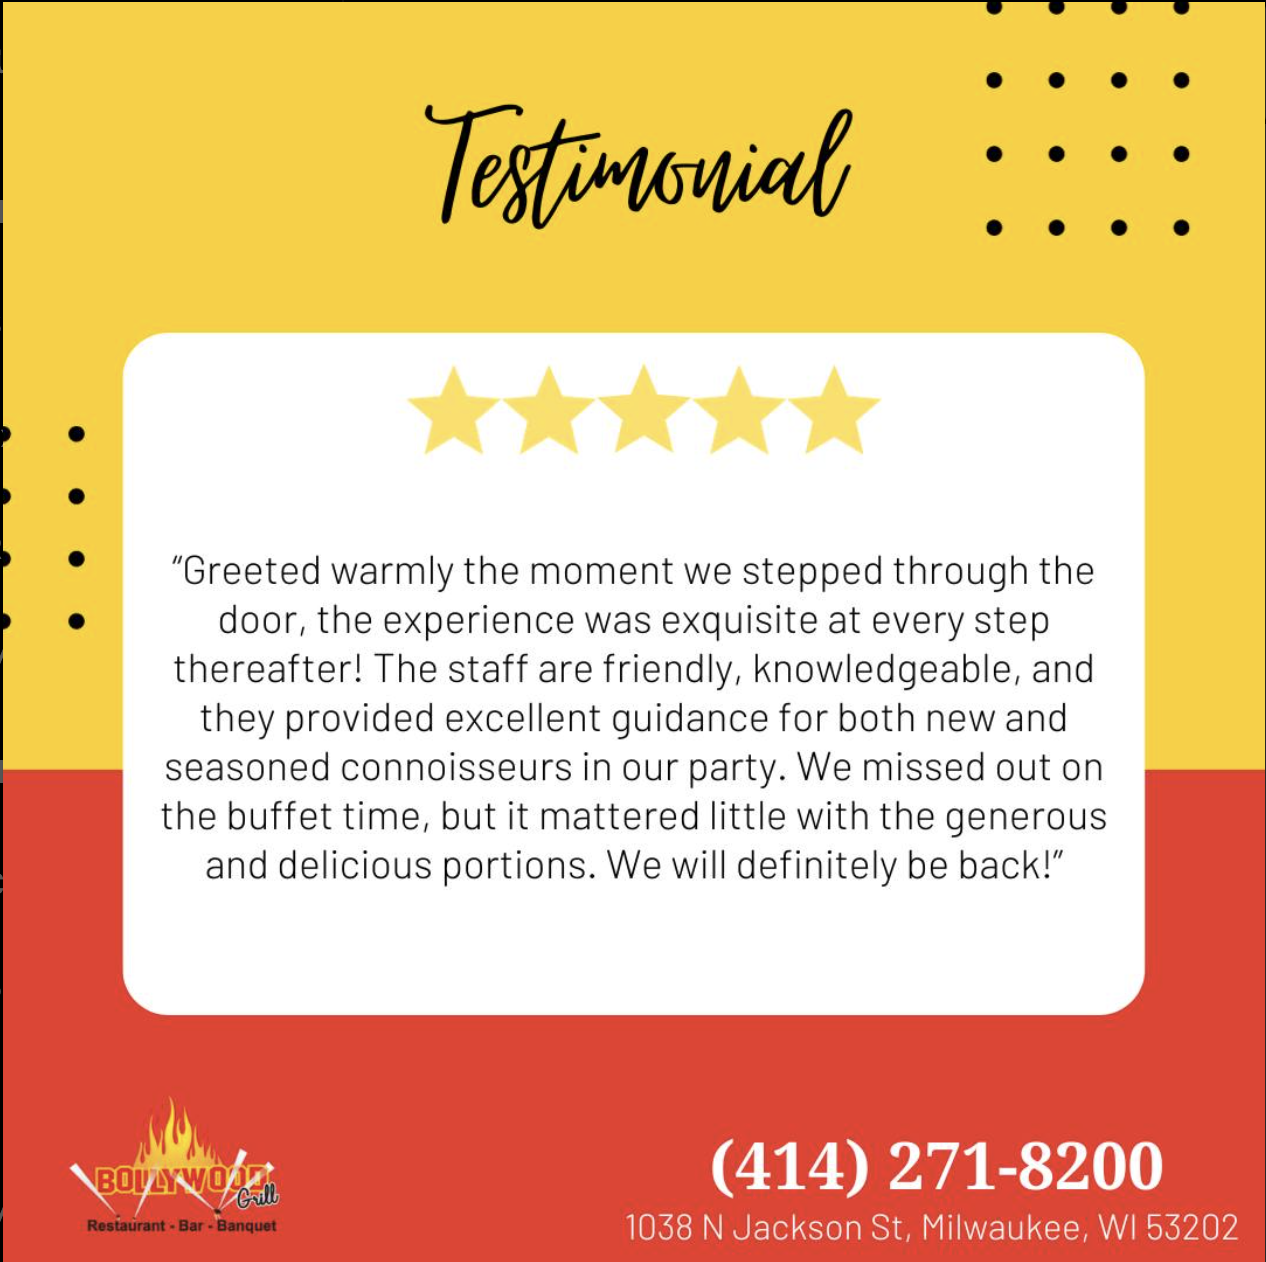 Testimonial
“Greeted warmly the moment we stepped through the
door, the experience was exquisite at every step
thereafter! The staff are friendly, knowledgeable, and
they provided excellent guidance for both new and
seasoned connoisseurs in our party. We missed out on
the buffet time, but it mattered little with the generous
and delicious portions. We will definitely be back!”
BOLLYWOOD
Grill
Restaurant - Bar - Banquet
(414) 271-8200
1038 N Jackson St, Milwaukee, WI 53202